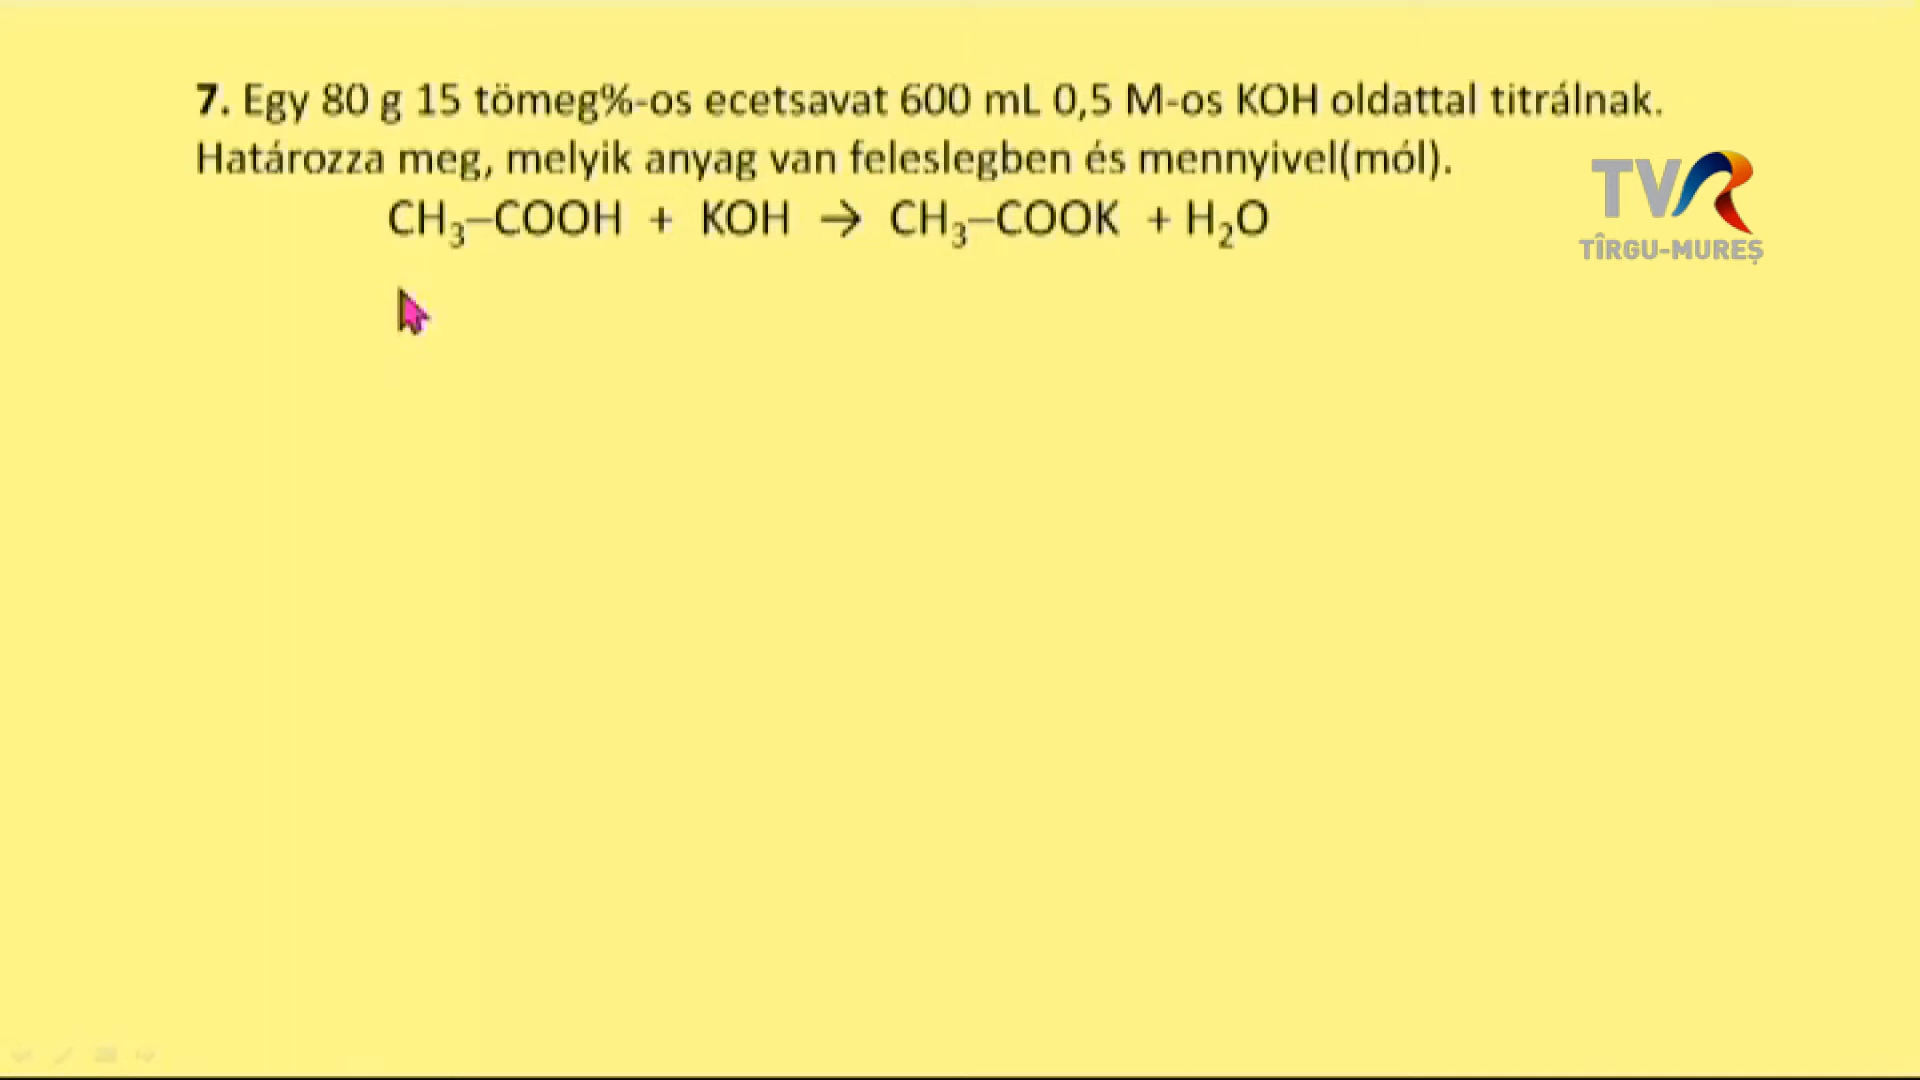 7. Egy 80 g 15 tömeg%-os ecetsavat 600 mL 0,5 M-os KOH oldattal titrálnak.
Határozza meg, melyik anyag van feleslegben és mennyivel(mól).
CH₃–COOH + KOH → CH₃–COOK + H₂O
TVR
TÎRGU-MUREȘ